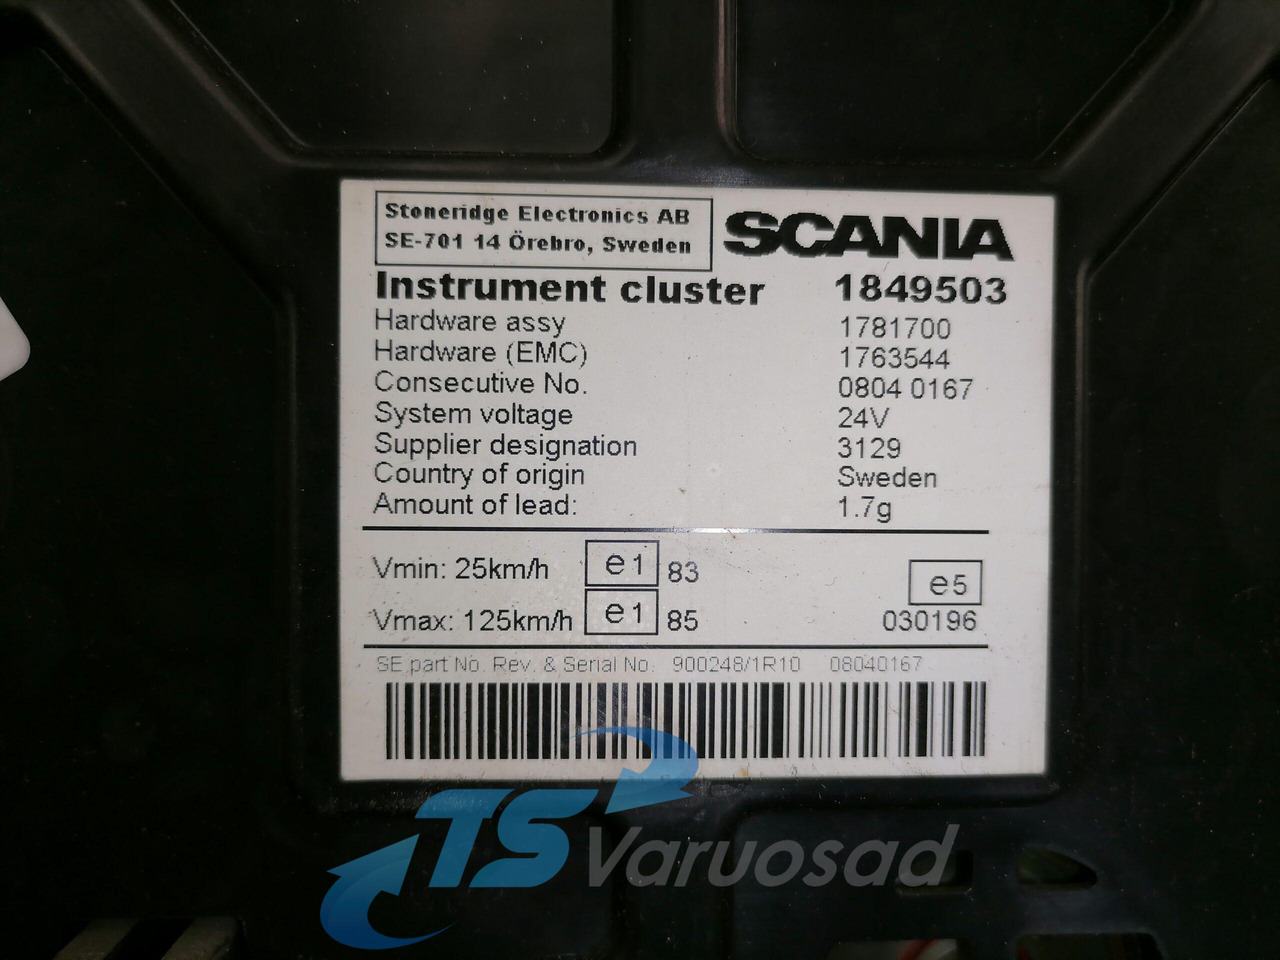 Stoneridge Electronics AB
SE-701 14 Örebro, Sweden
SCANIA
Instrument cluster 1849503
Hardware assy 1781700
Hardware (EMC) 1763544
Consecutive No. 0804 0167
System voltage 24V
Supplier designation 3129
Country of origin Sweden
Amount of lead: 1.7g
Vmin: 25km/h e1 83
e5
Vmax: 125km/h e1 85 030196
SE part No. Rev. & Serial No. 900248/1R10 08040167
TS Varuosad